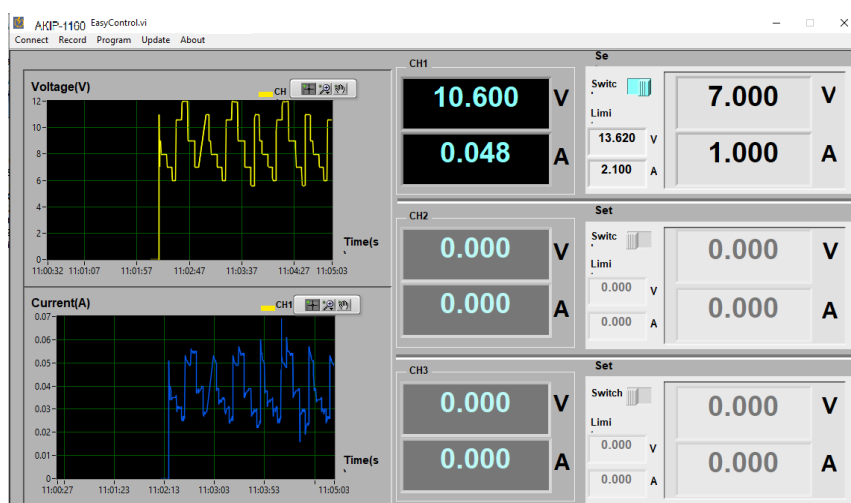 AKIP-1160 EasyControl.vi
Connect Record Program Update About
Voltage(V)
CH
12-
10-
8-
6-
4-
2-
0-
11:00:32 11:01:07 11:01:57 11:02:47 11:03:37 11:04:27 11:05:03
Time(s
Current(A)
CH1
0.07-
0.06-
0.05-
0.04-
0.03-
0.02-
0.01-
0-
11:00:27 11:01:23 11:02:13 11:03:03 11:03:53 11:05:03
Time(s
CH1
10.600 V
0.048 A
Se
Switc
Limi
13.620 V
2.100 A
7.000 V
1.000 A
CH2
0.000 V
0.000 A
Set
Switc
Limi
0.000 V
0.000 A
0.000 V
0.000 A
CH3
0.000 V
0.000 A
Set
Switch
Limi
0.000 V
0.000 A
0.000 V
0.000 A